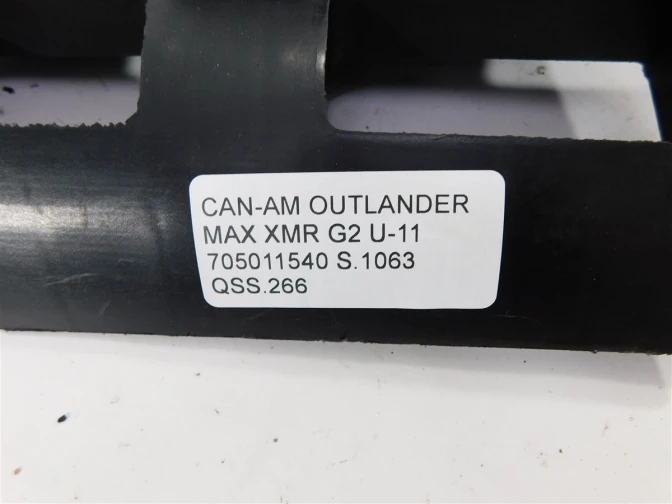 CAN-AM OUTLANDER
MAX XMR G2 U-11
705011540 S.1063
QSS.266